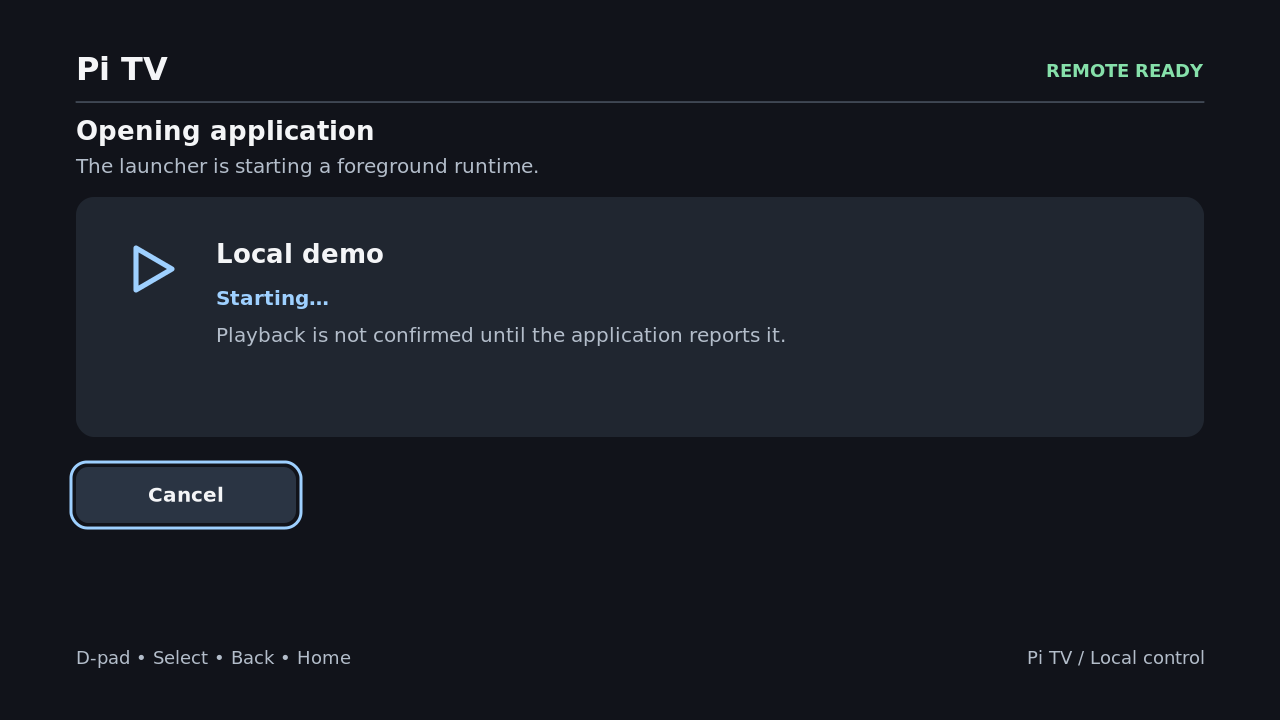 Pi TV
REMOTE READY
Opening application
The launcher is starting a foreground runtime.
Local demo
Starting…
Playback is not confirmed until the application reports it.
Cancel
D-pad • Select • Back • Home
Pi TV / Local control